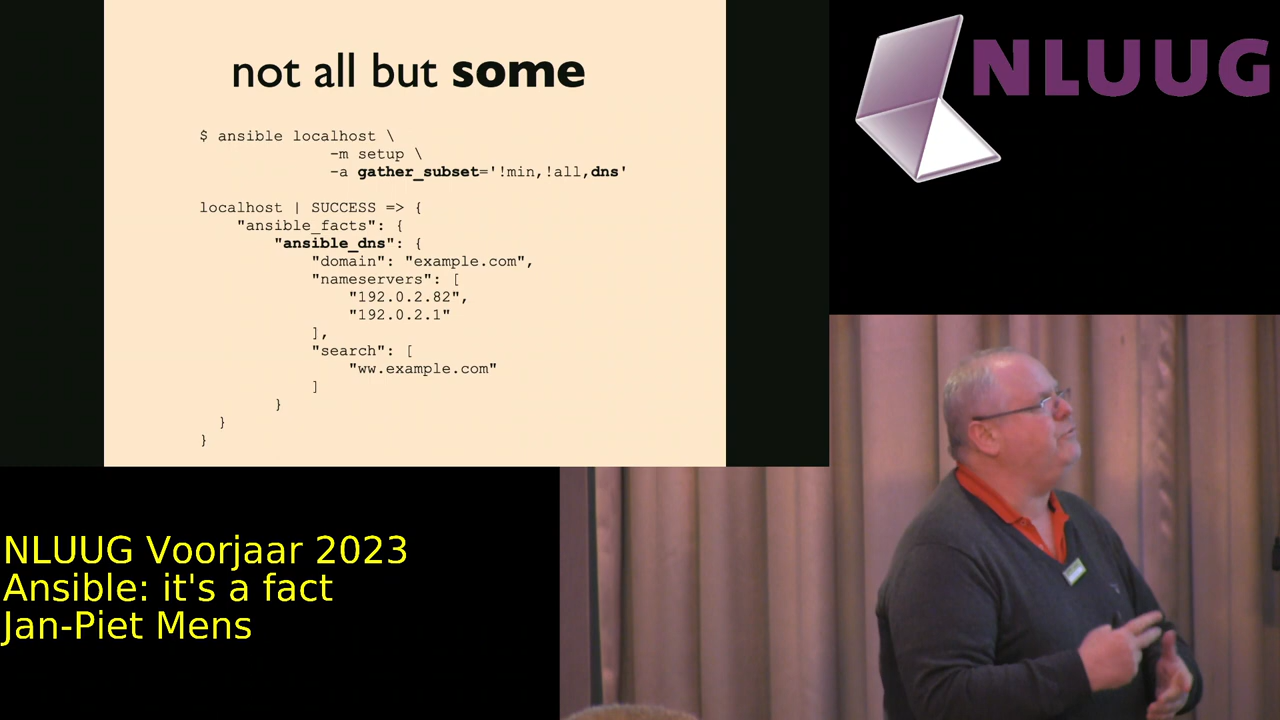 not all but some
$ ansible localhost \
-m setup \
-a gather_subset='!min,!all,dns'
localhost | SUCCESS => {
"ansible_facts": {
"ansible_dns": {
"domain": "example.com",
"nameservers": [
"192.0.2.82",
"192.0.2.1"
],
"search": [
"ww.example.com"
]
}
}
}
NLUUG
NLUUG Voorjaar 2023
Ansible: it's a fact
Jan-Piet Mens